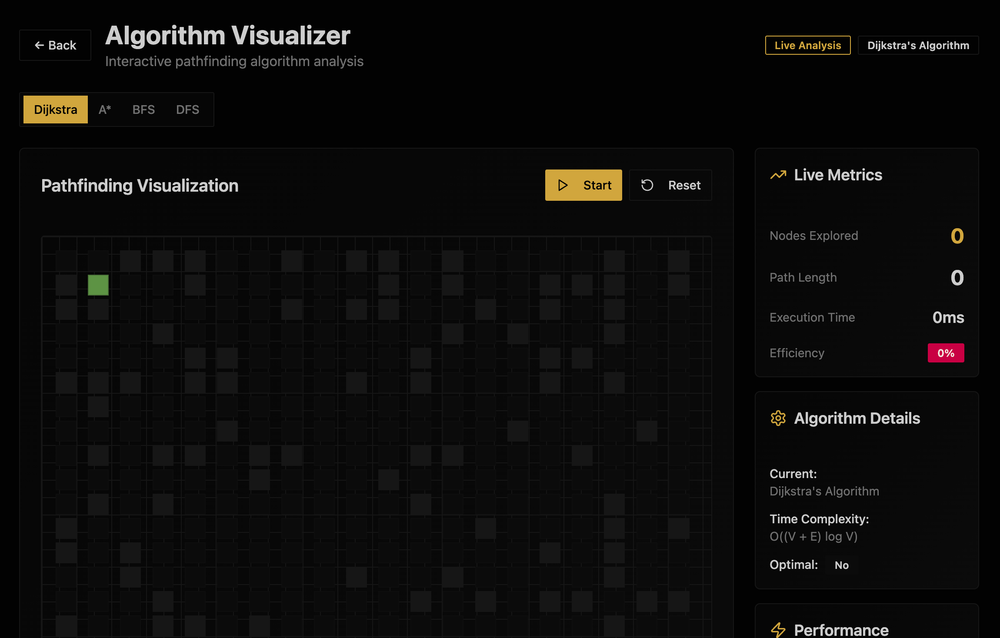 ← Back
Algorithm Visualizer
Interactive pathfinding algorithm analysis
Live Analysis
Dijkstra's Algorithm
Dijkstra
A*
BFS
DFS
Pathfinding Visualization
Start
Reset
Live Metrics
Nodes Explored
0
Path Length
0
Execution Time
0ms
Efficiency
0%
Algorithm Details
Current:
Dijkstra's Algorithm
Time Complexity:
O((V + E) log V)
Optimal: No
Performance